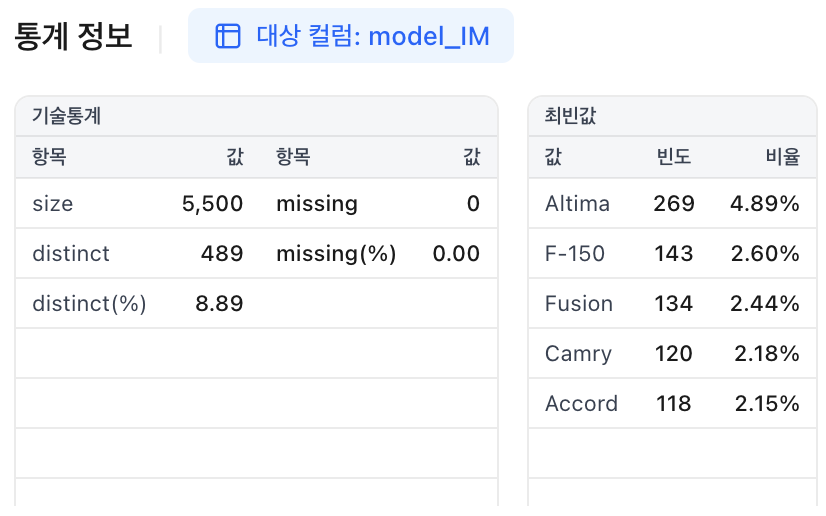 통계 정보
대상 컬럼: model_IM
기술통계
항목 값 항목 값
size 5,500 missing 0
distinct 489 missing(%) 0.00
distinct(%) 8.89
최빈값
값 빈도 비율
Altima 269 4.89%
F-150 143 2.60%
Fusion 134 2.44%
Camry 120 2.18%
Accord 118 2.15%